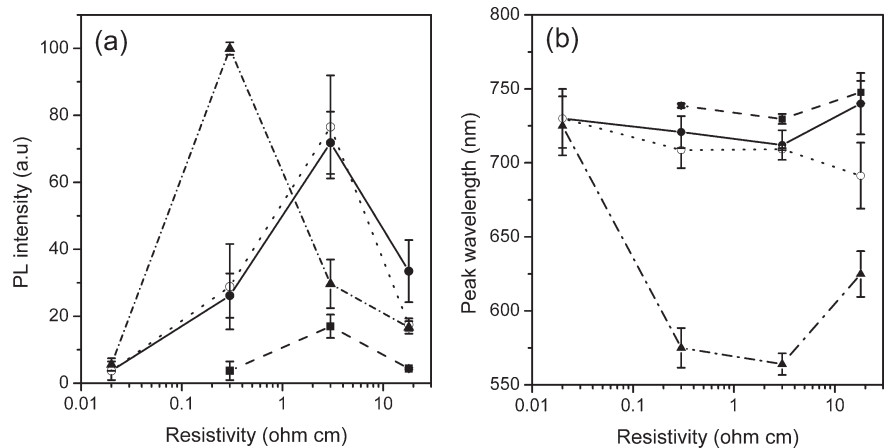 (a)
PL intensity (a.u)
100
80
60
40
20
0
0.01 0.1 1 10
Resistivity (ohm cm)
(b)
Peak wavelength (nm)
800
750
700
650
600
550
0.01 0.1 1 10
Resistivity (ohm cm)